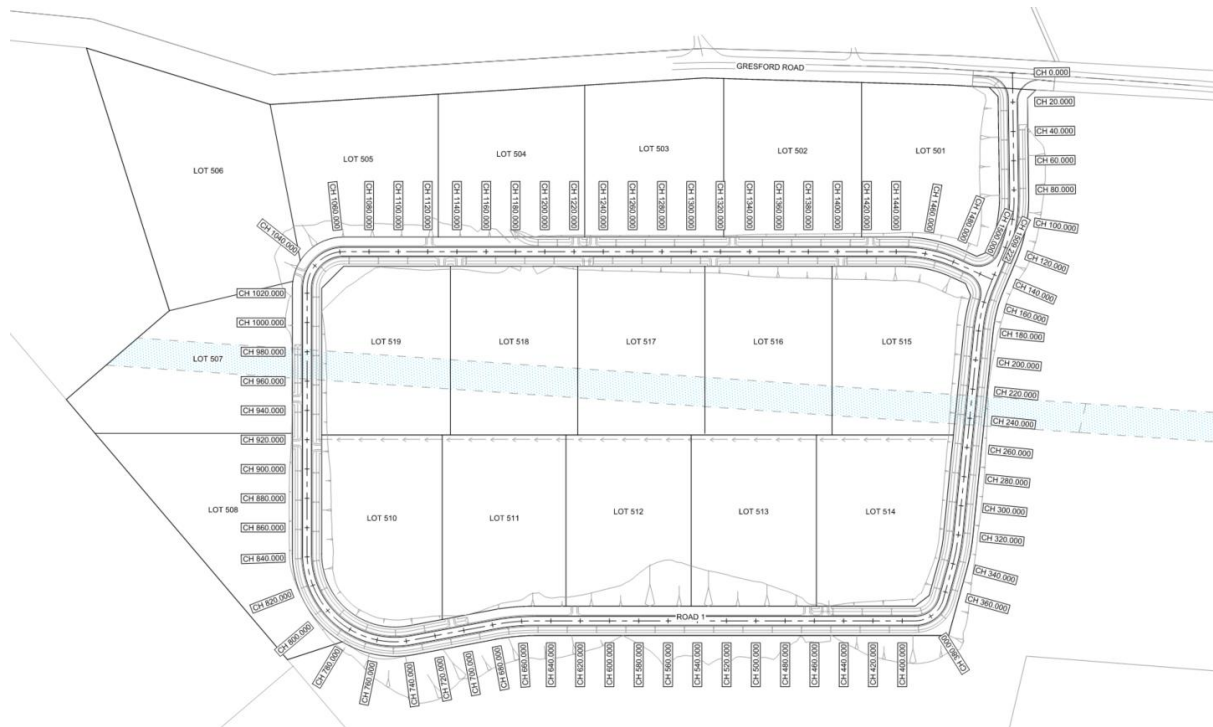 GRESFORD ROAD
CH 0.000
CH 20.000
CH 40.000
CH 60.000
CH 80.000
CH 100.000
CH 120.000
CH 140.000
CH 160.000
CH 180.000
CH 200.000
CH 220.000
CH 240.000
CH 260.000
CH 280.000
CH 300.000
CH 320.000
CH 340.000
CH 360.000
CH 380.000
LOT 506
LOT 505
LOT 504
LOT 503
LOT 502
LOT 501
CH 1040.000
CH 1060.000
CH 1080.000
CH 1100.000
CH 1120.000
CH 1140.000
CH 1160.000
CH 1180.000
CH 1200.000
CH 1220.000
CH 1240.000
CH 1260.000
CH 1280.000
CH 1300.000
CH 1320.000
CH 1340.000
CH 1360.000
CH 1380.000
CH 1400.000
CH 1420.000
CH 1440.000
CH 1460.000
CH 1480.000
CH 1500.000
CH 1509.222
CH 1020.000
CH 1000.000
CH 980.000
CH 960.000
CH 940.000
CH 920.000
CH 900.000
CH 880.000
CH 860.000
CH 840.000
CH 820.000
CH 800.000
LOT 507
LOT 519
LOT 518
LOT 517
LOT 516
LOT 515
LOT 508
LOT 510
LOT 511
LOT 512
LOT 513
LOT 514
ROAD 1
CH 780.000
CH 760.000
CH 740.000
CH 720.000
CH 700.000
CH 680.000
CH 660.000
CH 640.000
CH 620.000
CH 600.000
CH 580.000
CH 560.000
CH 540.000
CH 520.000
CH 500.000
CH 480.000
CH 460.000
CH 440.000
CH 420.000
CH 400.000